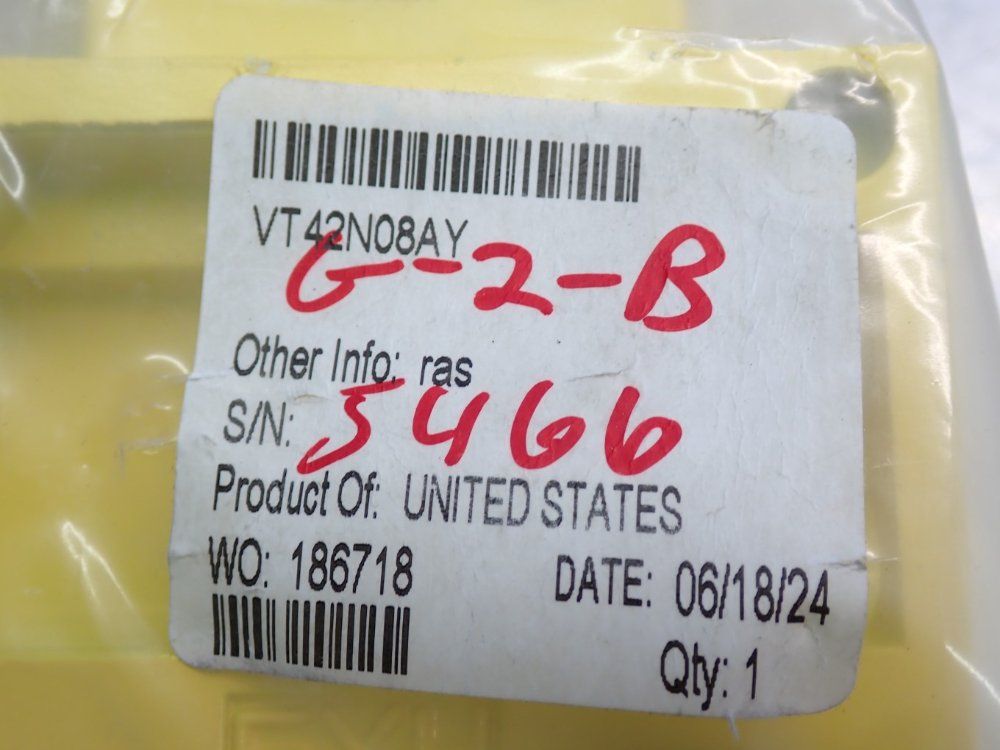 VT42N08AY
G-2-B
Other Info: ras
S/N: 5466
Product Of: UNITED STATES
WO: 186718 DATE: 06/18/24
Qty: 1